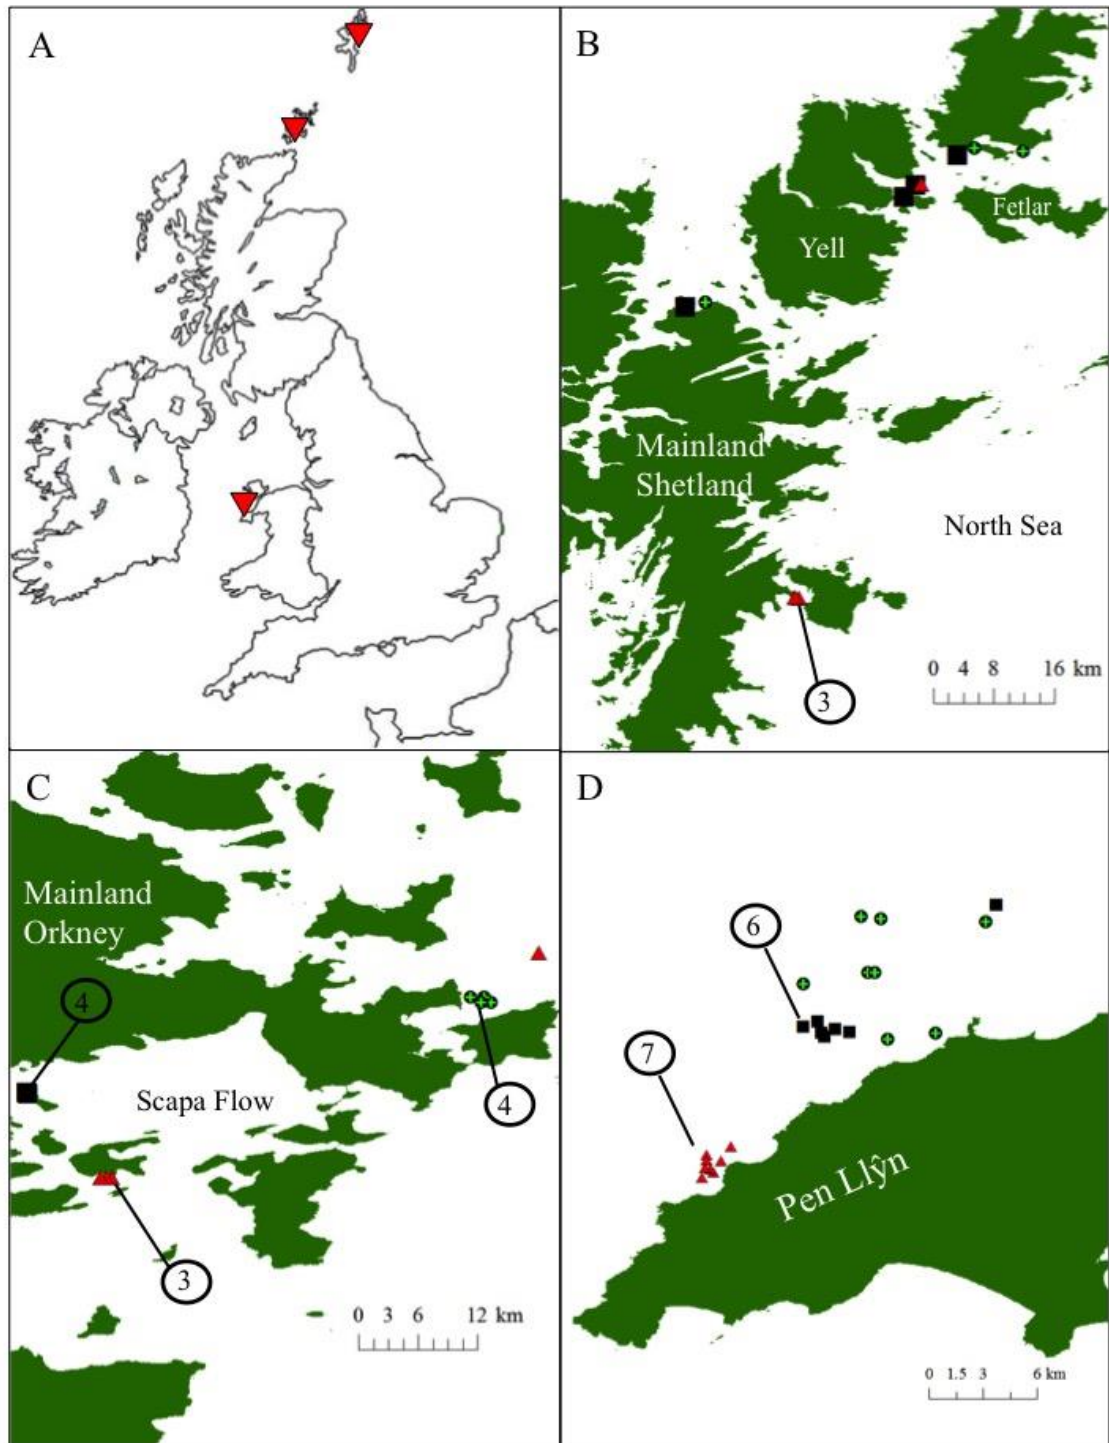 A
B
Fetlar
Yell
Mainland
Shetland
North Sea
0 4 8 16 km
3
C
Mainland
Orkney
4
Scapa Flow
4
3
0 3 6 12 km
D
6
7
Pen Llŷn
0 1.5 3 6 km